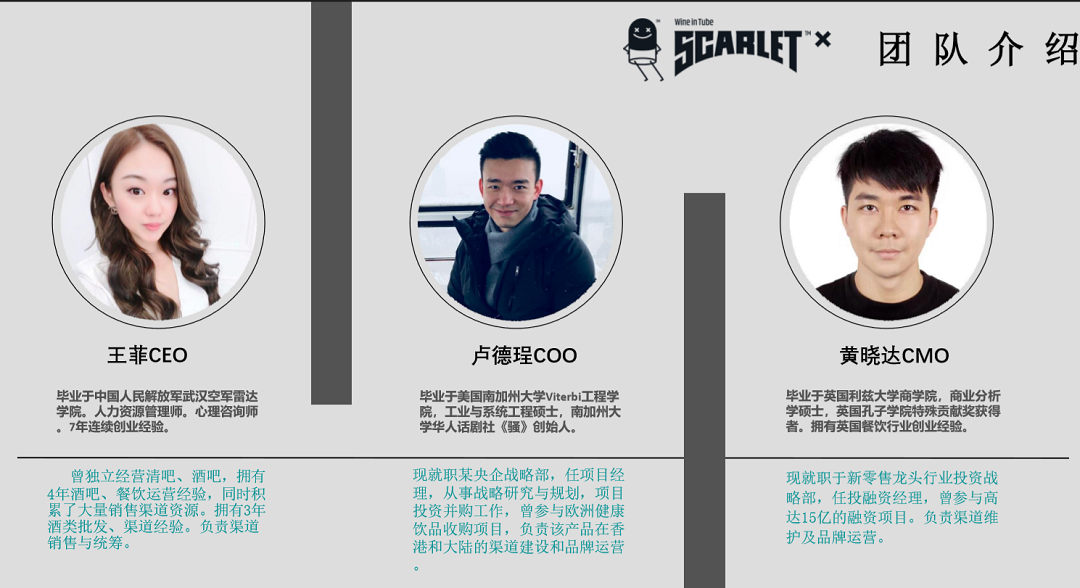 Wine in Tube
SCARLET™ ×
团队介绍
王菲CEO
毕业于中国人民解放军武汉空军雷达
学院。人力资源管理师。心理咨询师
。7年连续创业经验。
曾独立经营清吧、酒吧，拥有
4年酒吧、餐饮运营经验，同时积
累了大量销售渠道资源。拥有3年
酒类批发、渠道经验。负责渠道
销售与统筹。
卢德珵COO
毕业于美国南加州大学Viterbi工程学
院，工业与系统工程硕士，南加州大
学华人话剧社《骚》创始人。
现就职某央企战略部，任项目经
理，从事战略研究与规划，项目
投资并购工作，曾参与欧洲健康
饮品收购项目，负责该产品在香
港和大陆的渠道建设和品牌运营
。
黄晓达CMO
毕业于英国利兹大学商学院，商业分析
学硕士，英国孔子学院特殊贡献奖获得
者。拥有英国餐饮行业创业经验。
现就职于新零售龙头行业投资战
略部，任投融资经理，曾参与高
达15亿的融资项目。负责渠道维
护及品牌运营。